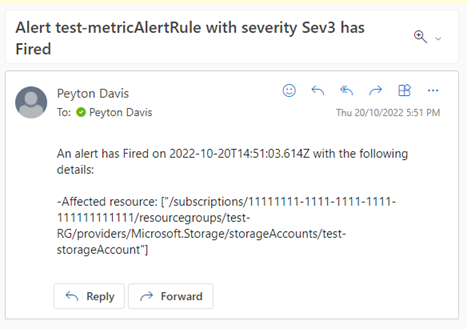 Alert test-metricAlertRule with severity Sev3 has
Fired
Peyton Davis
To: Peyton Davis
Thu 20/10/2022 5:51 PM
An alert has Fired on 2022-10-20T14:51:03.614Z with the following
details:
-Affected resource: ["/subscriptions/11111111-1111-1111-1111-
111111111111/resourcegroups/test-
RG/providers/Microsoft.Storage/storageAccounts/test-
storageAccount"]
Reply
Forward